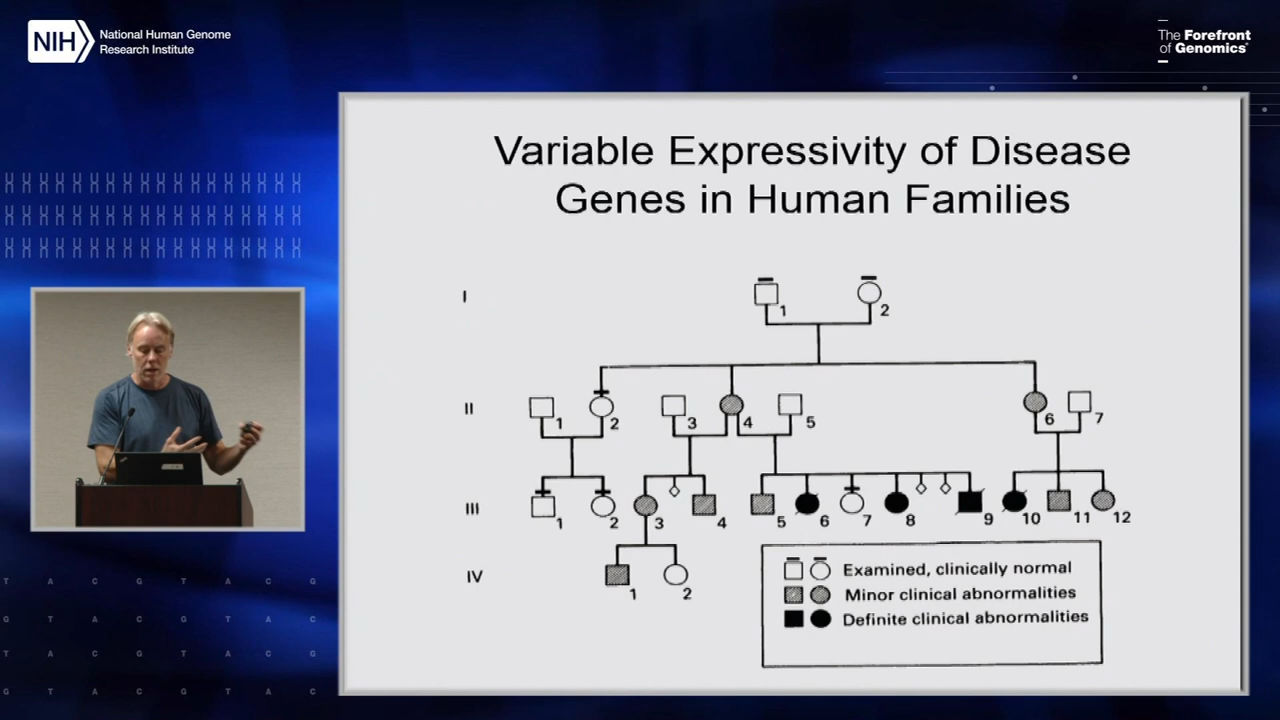 NIH
National Human Genome
Research Institute
The Forefront
of Genomics®
Variable Expressivity of Disease
Genes in Human Families
I
1 2
II
1 2 3 4 5 6 7
III
1 2 3 4 5 6 7 8 9 10 11 12
IV
1 2
Examined, clinically normal
Minor clinical abnormalities
Definite clinical abnormalities
T A C G T A C G
G T A C G T A C
T A C G T A C G
G T A C G T A C